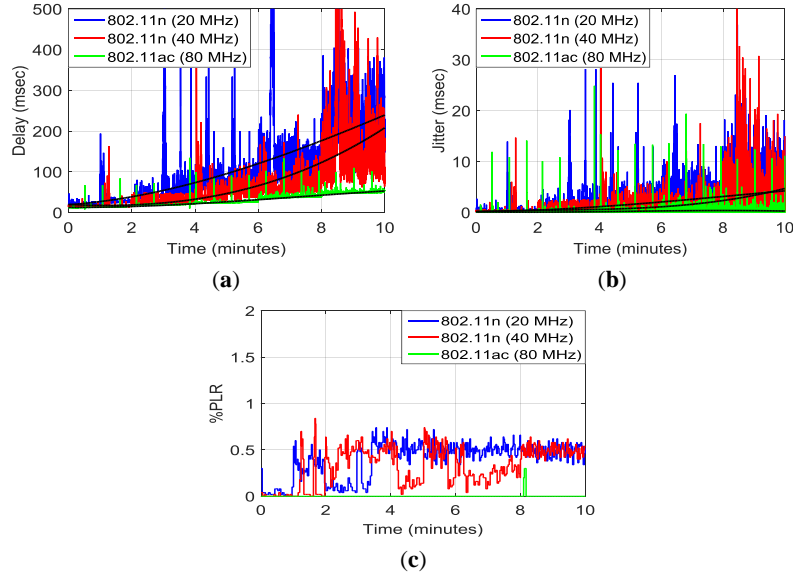 500
400
300
200
100
0
Delay (msec)
802.11n (20 MHz)
802.11n (40 MHz)
802.11ac (80 MHz)
0 2 4 6 8 10
Time (minutes)
(a)
40
30
20
10
0
Jitter (msec)
802.11n (20 MHz)
802.11n (40 MHz)
802.11ac (80 MHz)
0 2 4 6 8 10
Time (minutes)
(b)
2
1.5
1
0.5
0
%PLR
802.11n (20 MHz)
802.11n (40 MHz)
802.11ac (80 MHz)
0 2 4 6 8 10
Time (minutes)
(c)